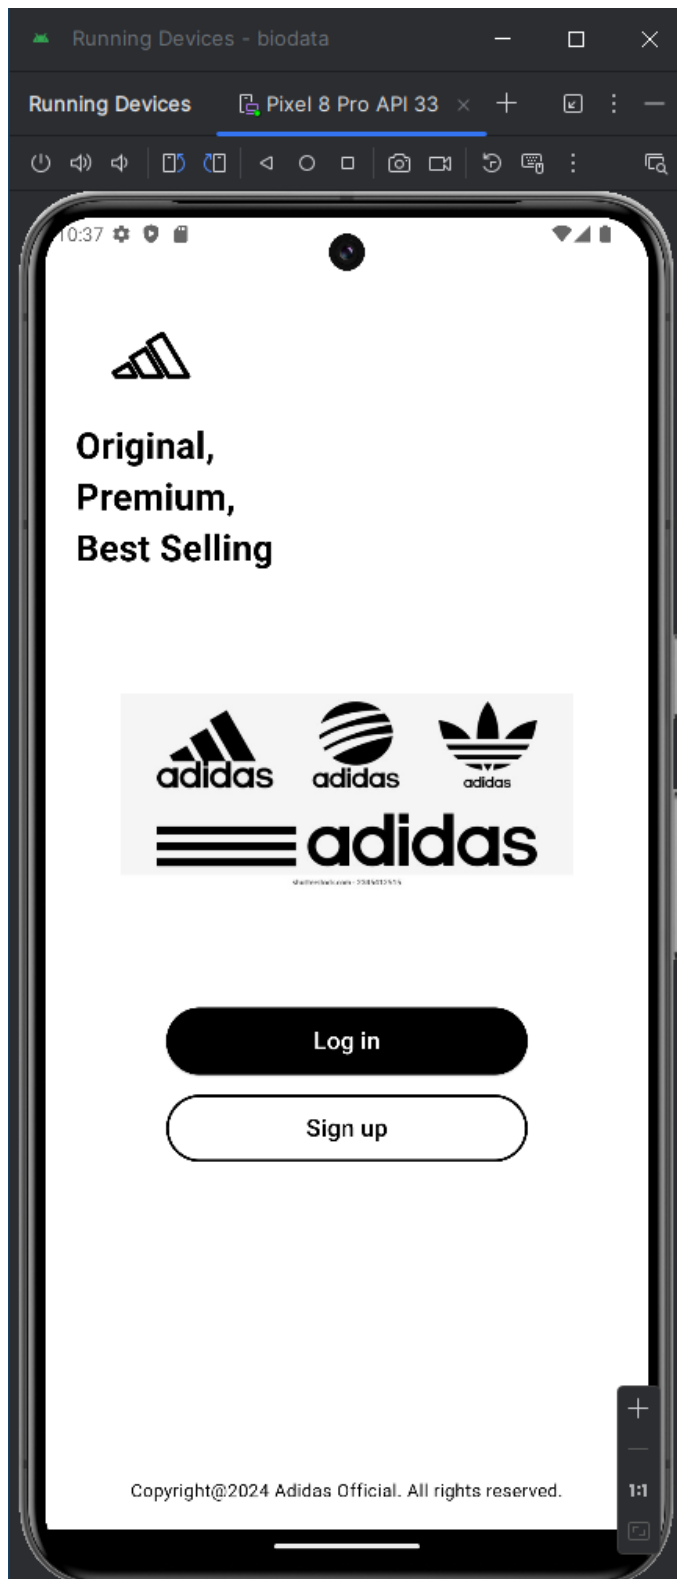 Running Devices - biodata
Running Devices
Pixel 8 Pro API 33
10:37
Original,
Premium,
Best Selling
adidas
adidas
adidas
adidas
Log in
Sign up
1:1
Copyright@2024 Adidas Official. All rights reserved.